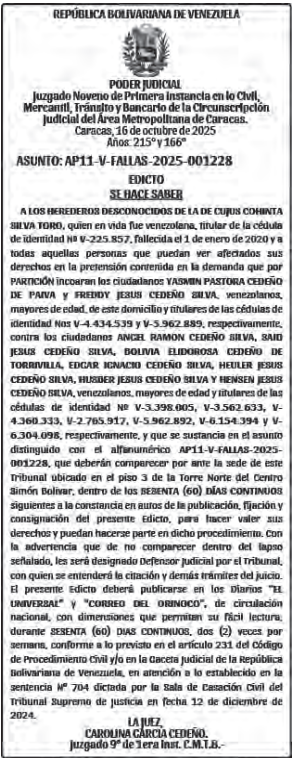 REPÚBLICA BOLIVARIANA DE VENEZUELA
PODER JUDICIAL
Juzgado Noveno de Primera Instancia en lo Civil,
Mercantil, Tránsito y Bancario de la Circunscripción
Judicial del Área Metropolitana de Caracas.
Caracas, 16 de octubre de 2025
Años: 215º y 166º
ASUNTO: AP11-V-FALLAS-2025-001228
EDICTO
SE HACE SABER
A LOS HEREDEROS DESCONOCIDOS DE LA DE CUJUS COHINTA
SILVA TORO, quien en vida fue venezolana, titular de la cédula
de identidad Nº V-225.857, fallecida el 1 de enero de 2020 y a
todas aquellas personas que puedan ver afectados sus
derechos en la pretensión contenida en la demanda que por
PARTICIÓN incoaran los ciudadanos YASMIN PASTORA CEDEÑO
DE PAIVA y FREDDY JESUS CEDEÑO SILVA, venezolanos,
mayores de edad, de este domicilio y titulares de las cédulas de
identidad Nos V-4.434.539 y V-5.962.889, respectivamente,
contra los ciudadanos ANGEL RAMON CEDEÑO SILVA, SAID
JESUS CEDEÑO SILVA, BOLIVIA ELIDOROSA CEDEÑO DE
TORRIVILLA, EDGAR IGNACIO CEDEÑO SILVA, HEULER JESUS
CEDEÑO SILVA, HUSDER JESUS CEDEÑO SILVA Y HENSEN JESUS
CEDEÑO SILVA, venezolanos, mayores de edad y titulares de las
cédulas de identidad Nº V-3.398.005, V-3.562.633, V-
4.360.333, V-2.765.917, V-5.962.892, V-6.154.394 y V-
6.304.098, respectivamente, y que se sustancia en el asunto
distinguido con el alfanumérico AP11-V-FALLAS-2025-
001228, que deberán comparecer por ante la sede de este
Tribunal ubicado en el piso 3 de la Torre Norte del Centro
Simón Bolívar, dentro de los SESENTA (60) DÍAS CONTINUOS
siguientes a la constancia en autos de la publicación, fijación y
consignación del presente Edicto, para hacer valer sus
derechos y puedan hacerse parte en dicho procedimiento. Con
la advertencia que de no comparecer dentro del lapso
señalado, les será designado Defensor Judicial por el Tribunal,
con quien se entenderá la citación y demás trámites del juicio.
El presente Edicto deberá publicarse en los Diarios "EL
UNIVERSAL" y "CORREO DEL ORINOCO", de circulación
nacional, con dimensiones que permitan su fácil lectura,
durante SESENTA (60) DIAS CONTINUOS, dos (2) veces por
semana, conforme a lo previsto en el artículo 231 del Código
de Procedimiento Civil y/o en la Gaceta Judicial de la República
Bolivariana de Venezuela, en atención a lo establecido en la
sentencia Nº 704 dictada por la Sala de Casación Civil del
Tribunal Supremo de Justicia en fecha 12 de diciembre de
2024.
LA JUEZ,
CAROLINA GARCÍA CEDEÑO.
Juzgado 9º de 1era Inst. C.M.T.B.-